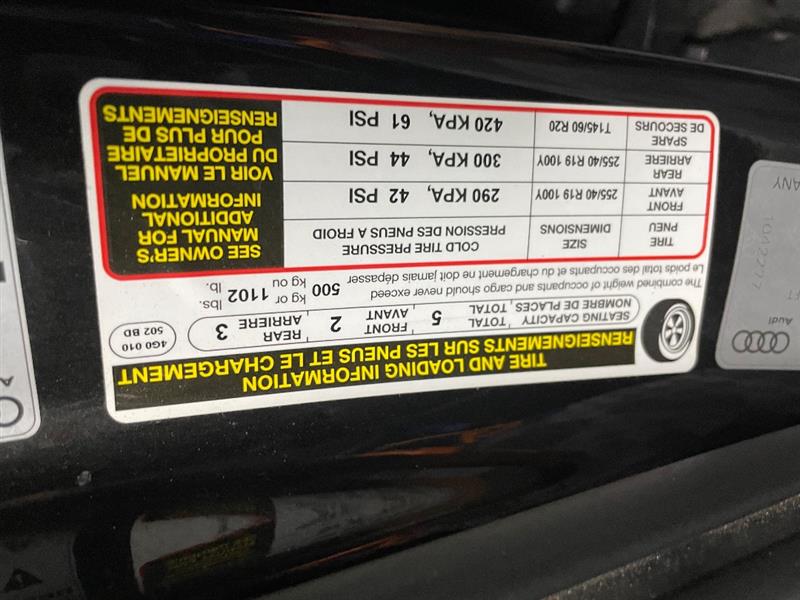 TIRE AND LOADING INFORMATION
RENSEIGNEMENTS SUR LES PNEUS ET LE CHARGEMENT
SEATING CAPACITY
NOMBRE DE PLACES
TOTAL
TOTAL
5
FRONT
AVANT
2
REAR
ARRIERE
3
4G0 010
502 BD
The combined weight of occupants and cargo should never exceed
Le poids total des occupants et du chargement ne doit jamais dépasser
500
kg or
kg ou
1102
lbs.
lb.
TIRE
PNEU
SIZE
DIMENSIONS
COLD TIRE PRESSURE
PRESSION DES PNEUS A FROID
FRONT
AVANT
255/40 R19 100Y
290 KPA, 42 PSI
REAR
ARRIERE
255/40 R19 100Y
300 KPA, 44 PSI
SPARE
DE SECOURS
T145/60 R20
420 KPA, 61 PSI
SEE OWNER'S
MANUAL FOR
ADDITIONAL
INFORMATION
VOIR LE MANUEL
DU PROPRIETAIRE
POUR PLUS DE
RENSEIGNEMENTS
Audi